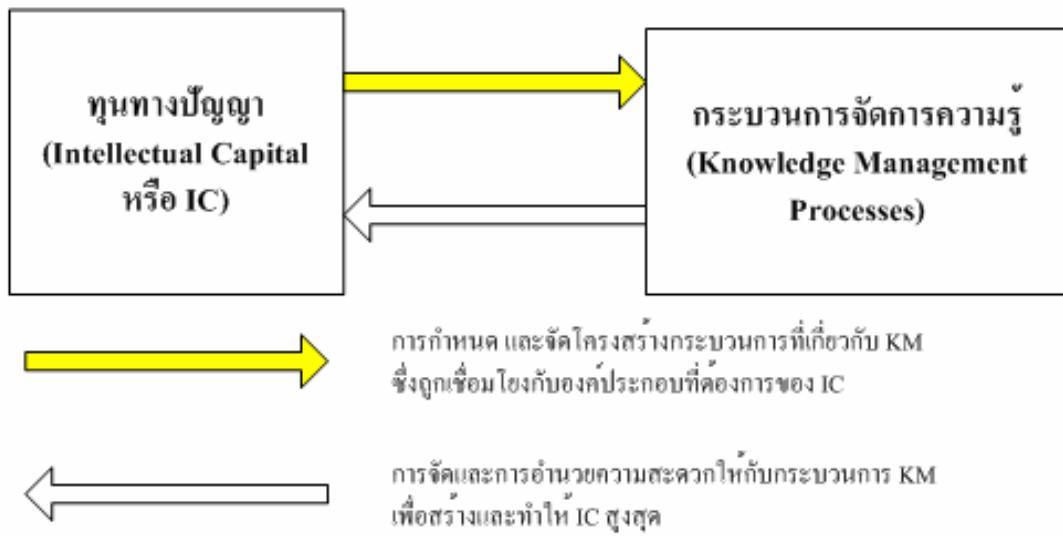 ทุนทางปัญญา
(Intellectual Capital
หรือ IC)
กระบวนการจัดการความรู้
(Knowledge Management
Processes)
การกำหนด และจัดโครงสร้างกระบวนการที่เกี่ยวกับ KM
ซึ่งถูกเชื่อมโยงกับองค์ประกอบที่ต้องการของ IC
การจัดและการอำนวยความสะดวกให้กับกระบวนการ KM
เพื่อสร้างและทำให้ IC สูงสุด